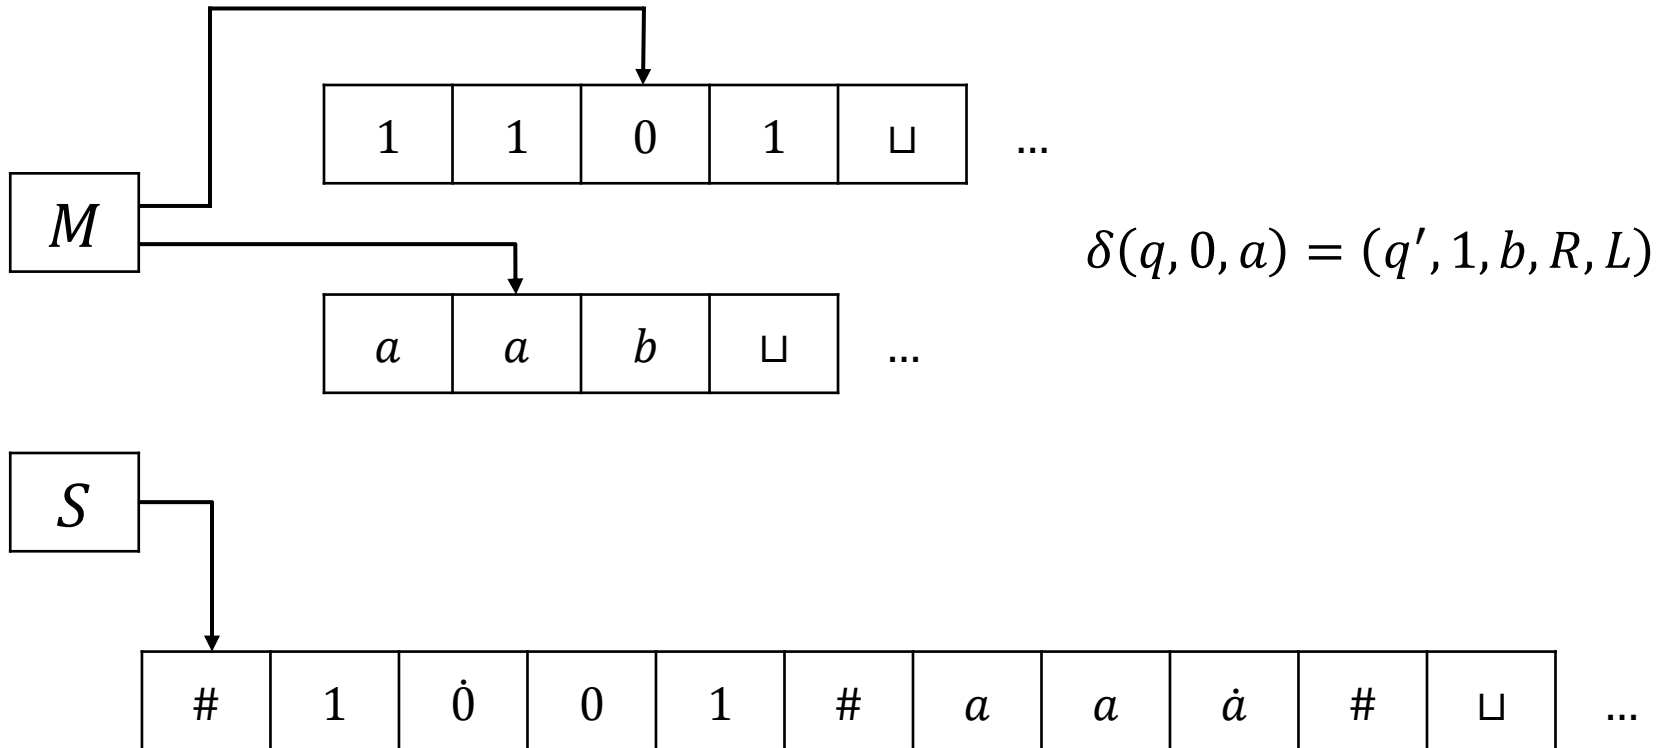 1 1 0 1 ⊔ ...
M
δ(q, 0, a) = (q′, 1, b, R, L)
a a b ⊔ ...
S
# 1 0̇ 0 1 # a a ȧ # ⊔ ...